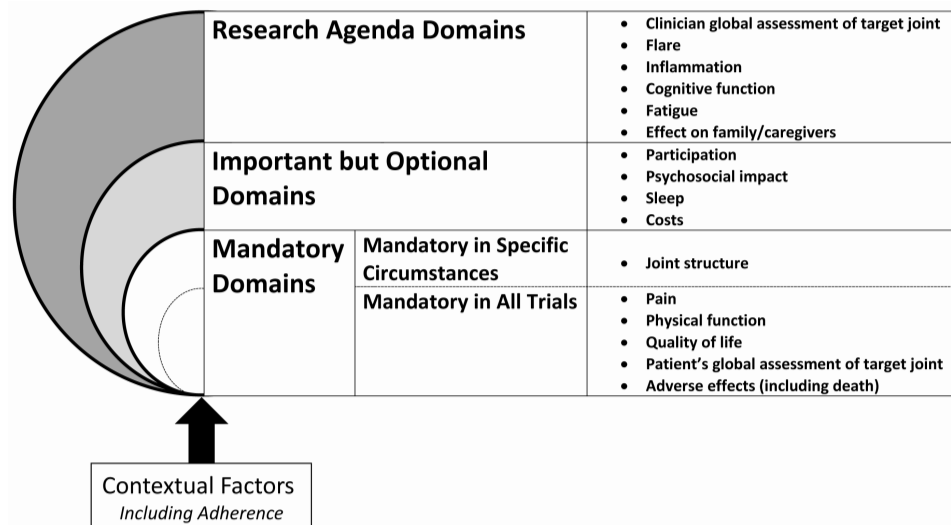 Research Agenda Domains
• Clinician global assessment of target joint
• Flare
• Inflammation
• Cognitive function
• Fatigue
• Effect on family/caregivers
Important but Optional
Domains
• Participation
• Psychosocial impact
• Sleep
• Costs
Mandatory
Domains
Mandatory in Specific
Circumstances
• Joint structure
Mandatory in All Trials
• Pain
• Physical function
• Quality of life
• Patient's global assessment of target joint
• Adverse effects (including death)
Contextual Factors
Including Adherence